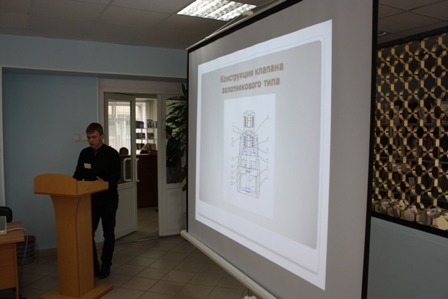 Конструкция клапана
золотникового типа